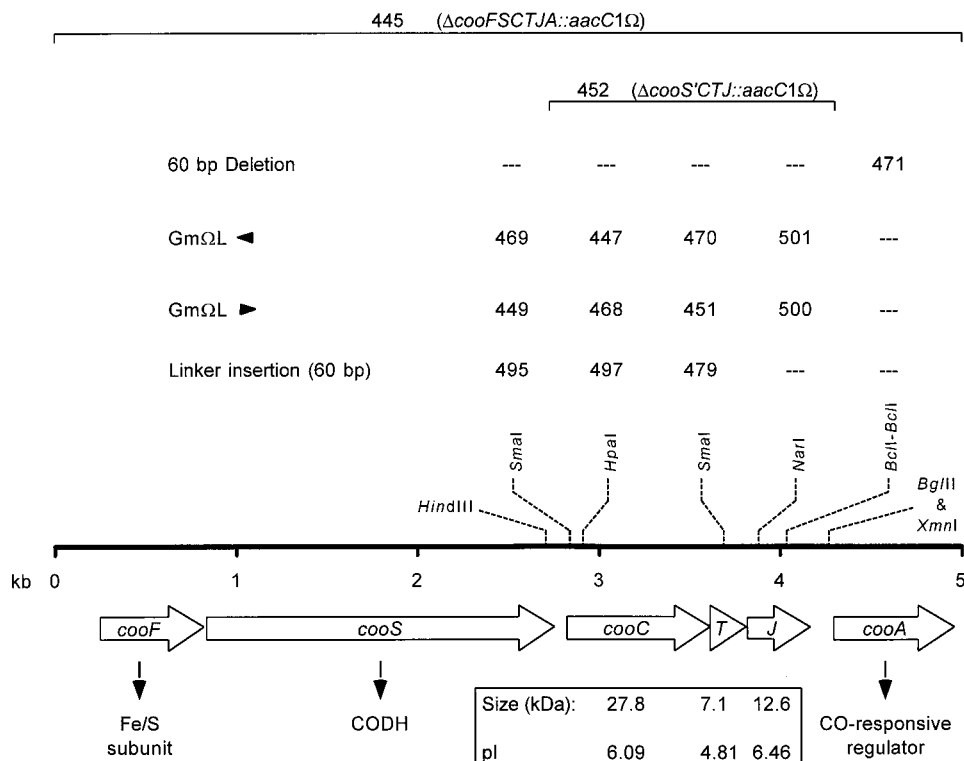 445 (ΔcooFSCTJA::aacC1Ω)
452 (ΔcooS'CTJ::aacC1Ω)
60 bp Deletion --- --- --- --- 471
GmΩL ◄ 469 447 470 501 ---
GmΩL ► 449 468 451 500 ---
Linker insertion (60 bp) 495 497 479 --- ---
HindIII SmaI HpaI SmaI NarI BclI-BclI BglII & XmnI
kb 0 1 2 3 4 5
cooF cooS cooC T J cooA
Fe/S subunit CODH CO-responsive regulator
Size (kDa): 27.8 7.1 12.6
pI 6.09 4.81 6.46